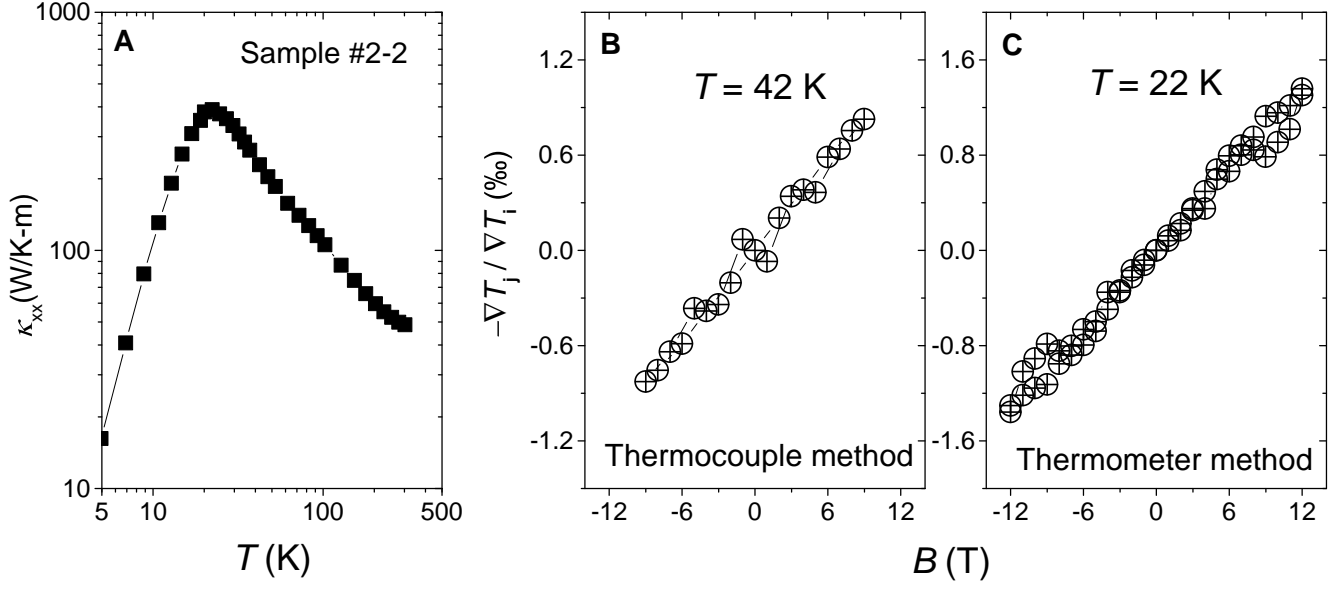 A
Sample #2-2
1000
100
10
5
10
100
500
κxx(W/K-m)
T (K)
B
T = 42 K
1.2
0.6
0.0
-0.6
-1.2
Thermocouple method
-12
-6
0
6
12
−∇Tj / ∇Ti (‰)
C
T = 22 K
1.6
0.8
0.0
-0.8
-1.6
Thermometer method
-12
-6
0
6
12
B (T)